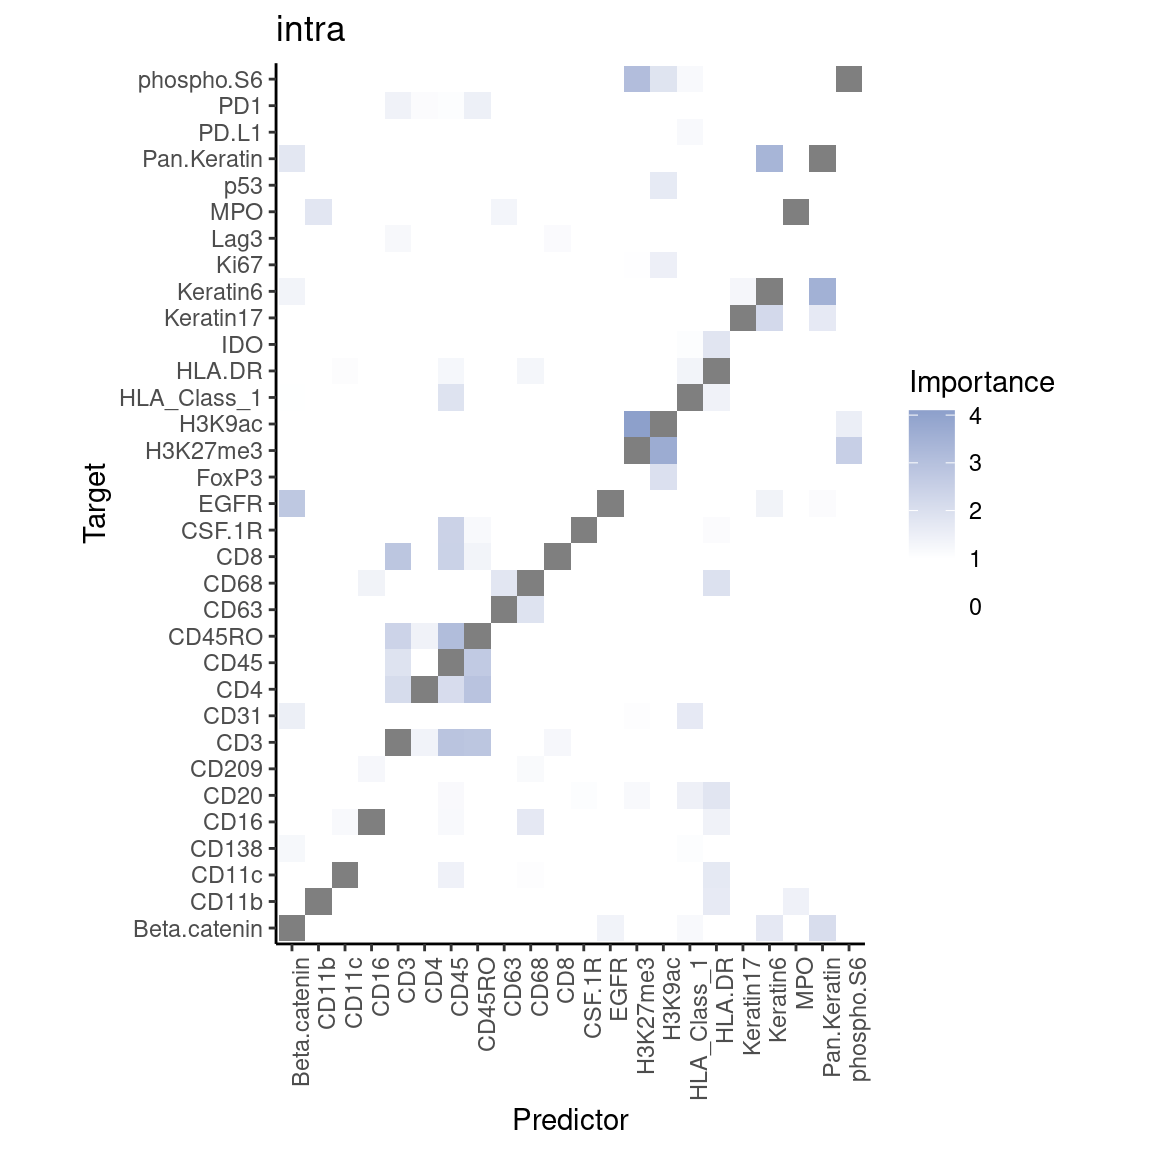 intra
phospho.S6
PD1
PD.L1
Pan.Keratin
p53
MPO
Lag3
Ki67
Keratin6
Keratin17
IDO
HLA.DR
HLA_Class_1
H3K9ac
H3K27me3
FoxP3
EGFR
CSF.1R
CD8
CD68
CD63
CD45RO
CD45
CD4
CD31
CD3
CD209
CD20
CD16
CD138
CD11c
CD11b
Beta.catenin
Target
Beta.catenin
CD11b
CD11c
CD16
CD3
CD4
CD45
CD45RO
CD63
CD68
CD8
CSF.1R
EGFR
H3K27me3
H3K9ac
HLA_Class_1
HLA.DR
Keratin17
Keratin6
MPO
Pan.Keratin
phospho.S6
Predictor
Importance
4
3
2
1
0